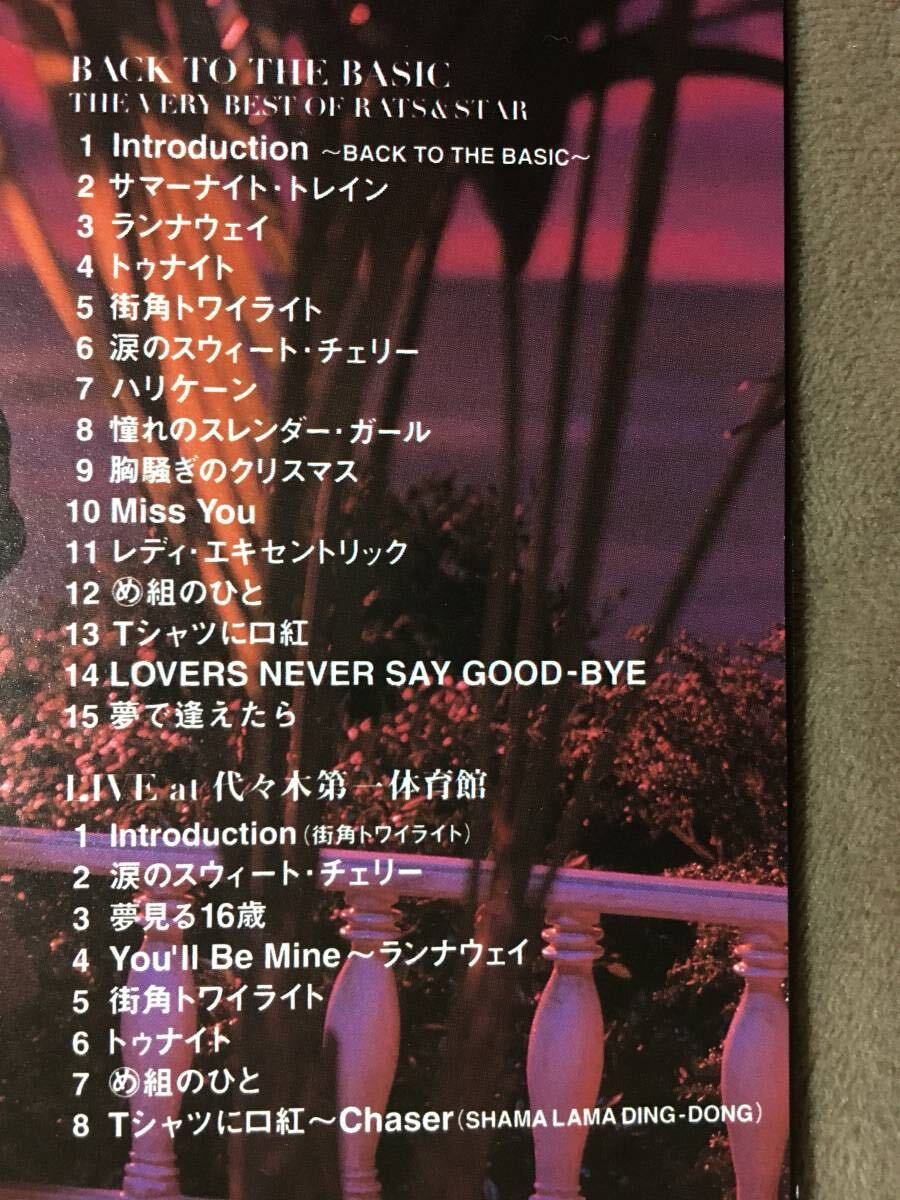 BACK TO THE BASIC
THE VERY BEST OF RATS&STAR
1 Introduction ～BACK TO THE BASIC～
2 サマーナイト・トレイン
3 ランナウェイ
4 トゥナイト
5 街角トワイライト
6 涙のスウィート・チェリー
7 ハリケーン
8 憧れのスレンダー・ガール
9 胸騒ぎのクリスマス
10 Miss You
11 レディ・エキセントリック
12 め組のひと
13 Tシャツに口紅
14 LOVERS NEVER SAY GOOD-BYE
15 夢で逢えたら
LIVE at 代々木第一体育館
1 Introduction（街角トワイライト）
2 涙のスウィート・チェリー
3 夢見る16歳
4 You'll Be Mine～ランナウェイ
5 街角トワイライト
6 トゥナイト
7 め組のひと
8 Tシャツに口紅～Chaser（SHAMA LAMA DING-DONG）